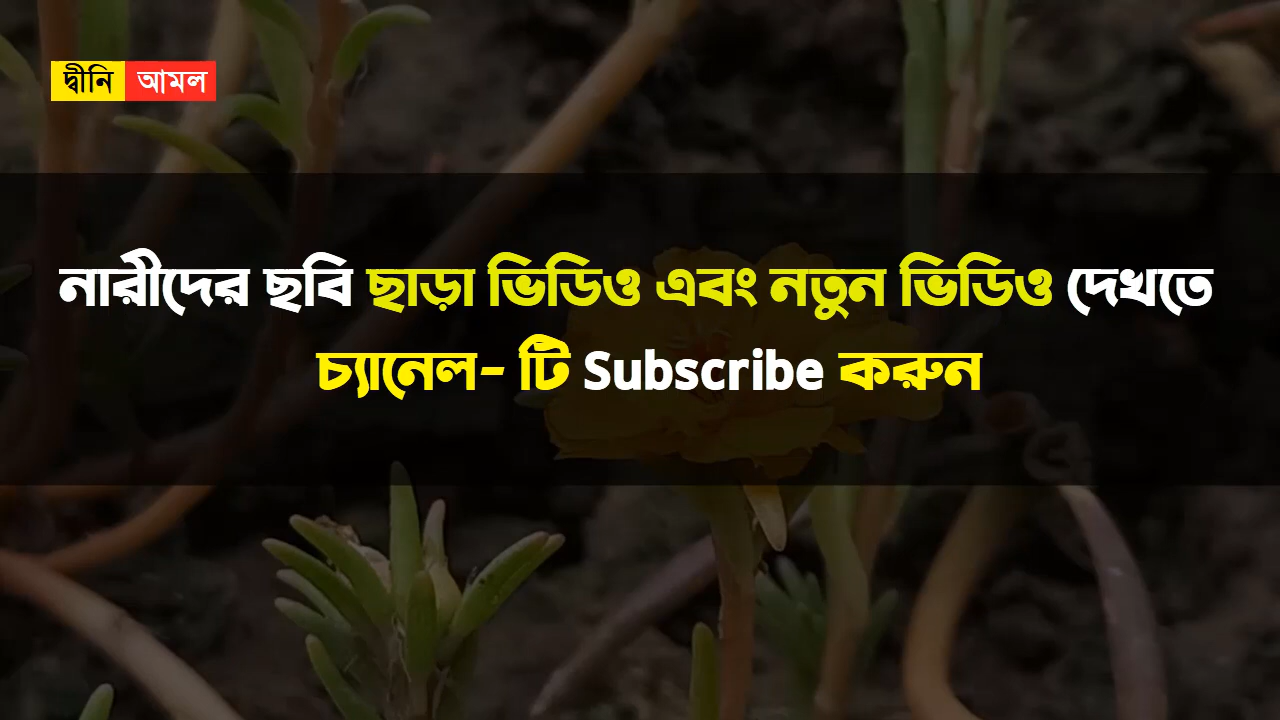 দ্বীনি আমল
নারীদের ছবি ছাড়া ভিডিও এবং নতুন ভিডিও দেখতে
চ্যানেল- টি Subscribe করুন